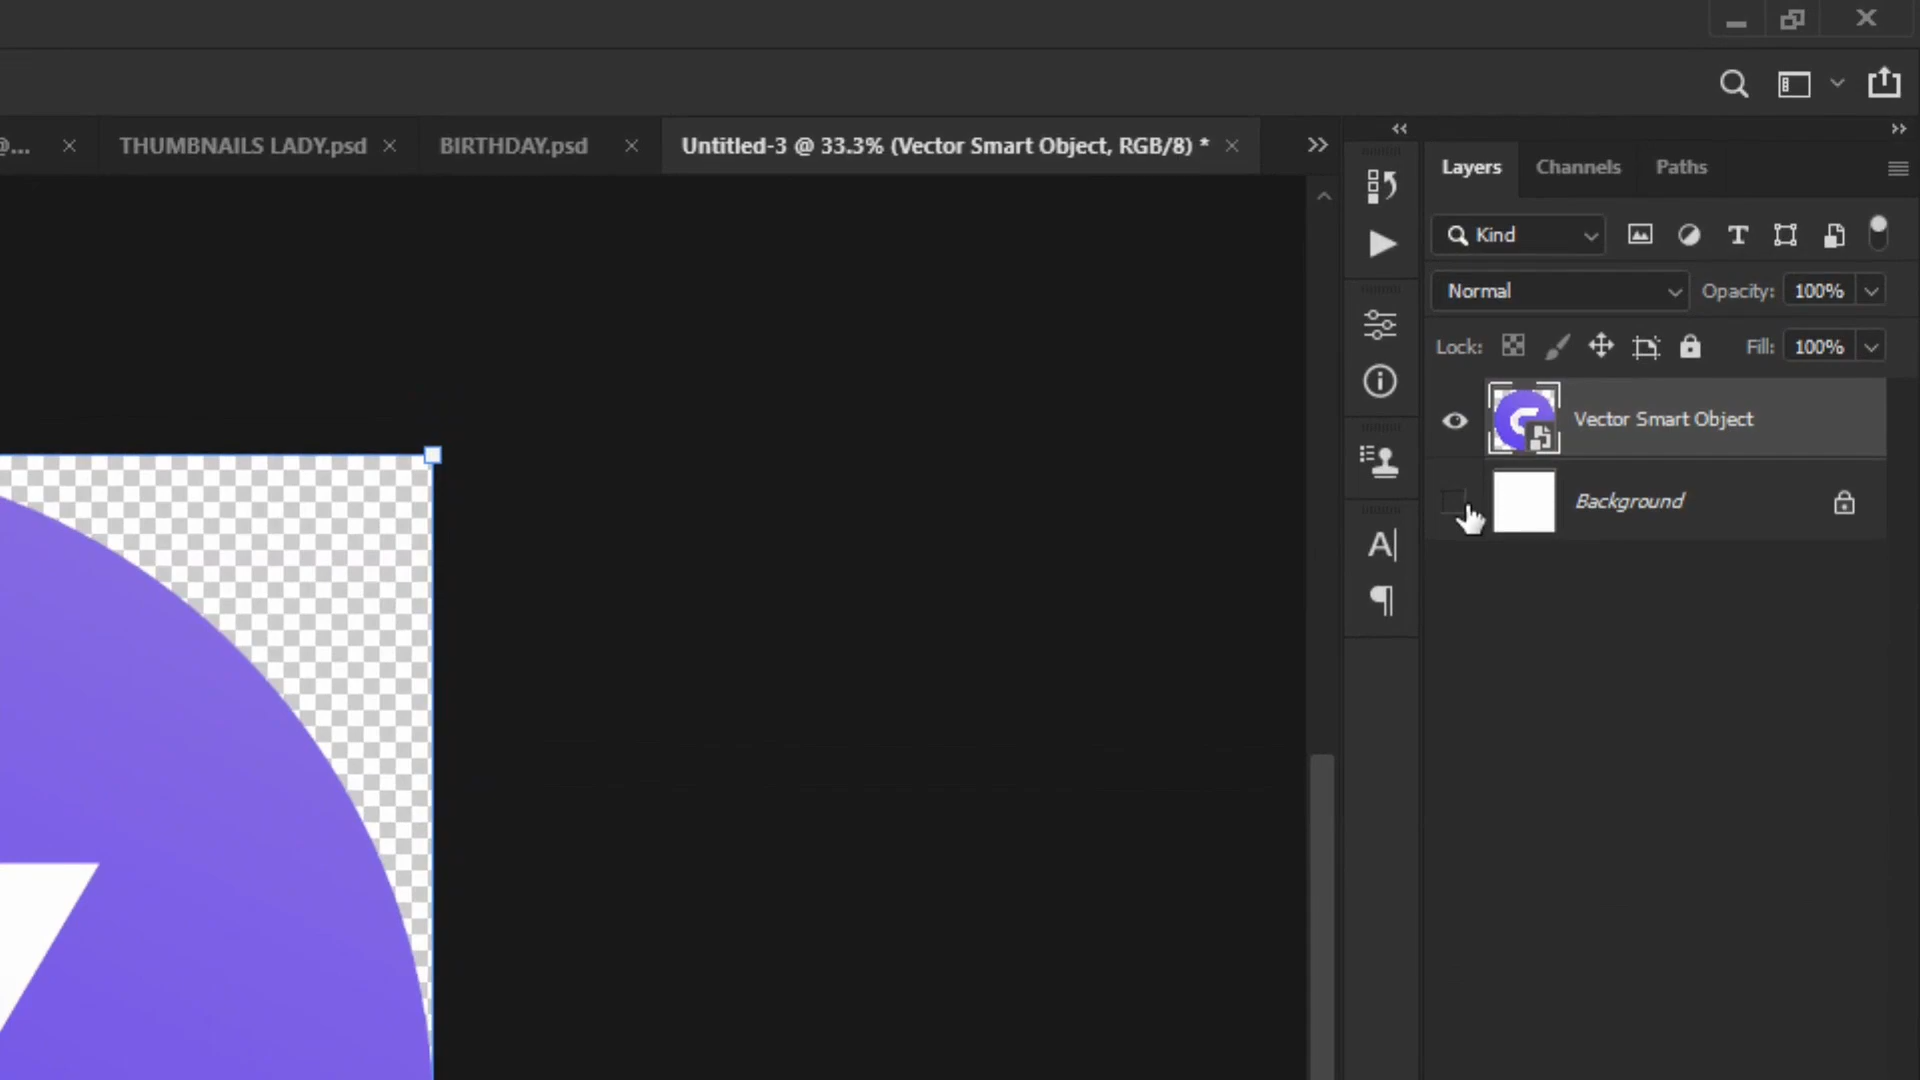 @...
THUMBNAILS LADY.psd
BIRTHDAY.psd
Untitled-3 @ 33.3% (Vector Smart Object, RGB/8) *
Layers Channels Paths
Kind
Normal Opacity: 100%
Lock: Fill: 100%
Vector Smart Object
Background